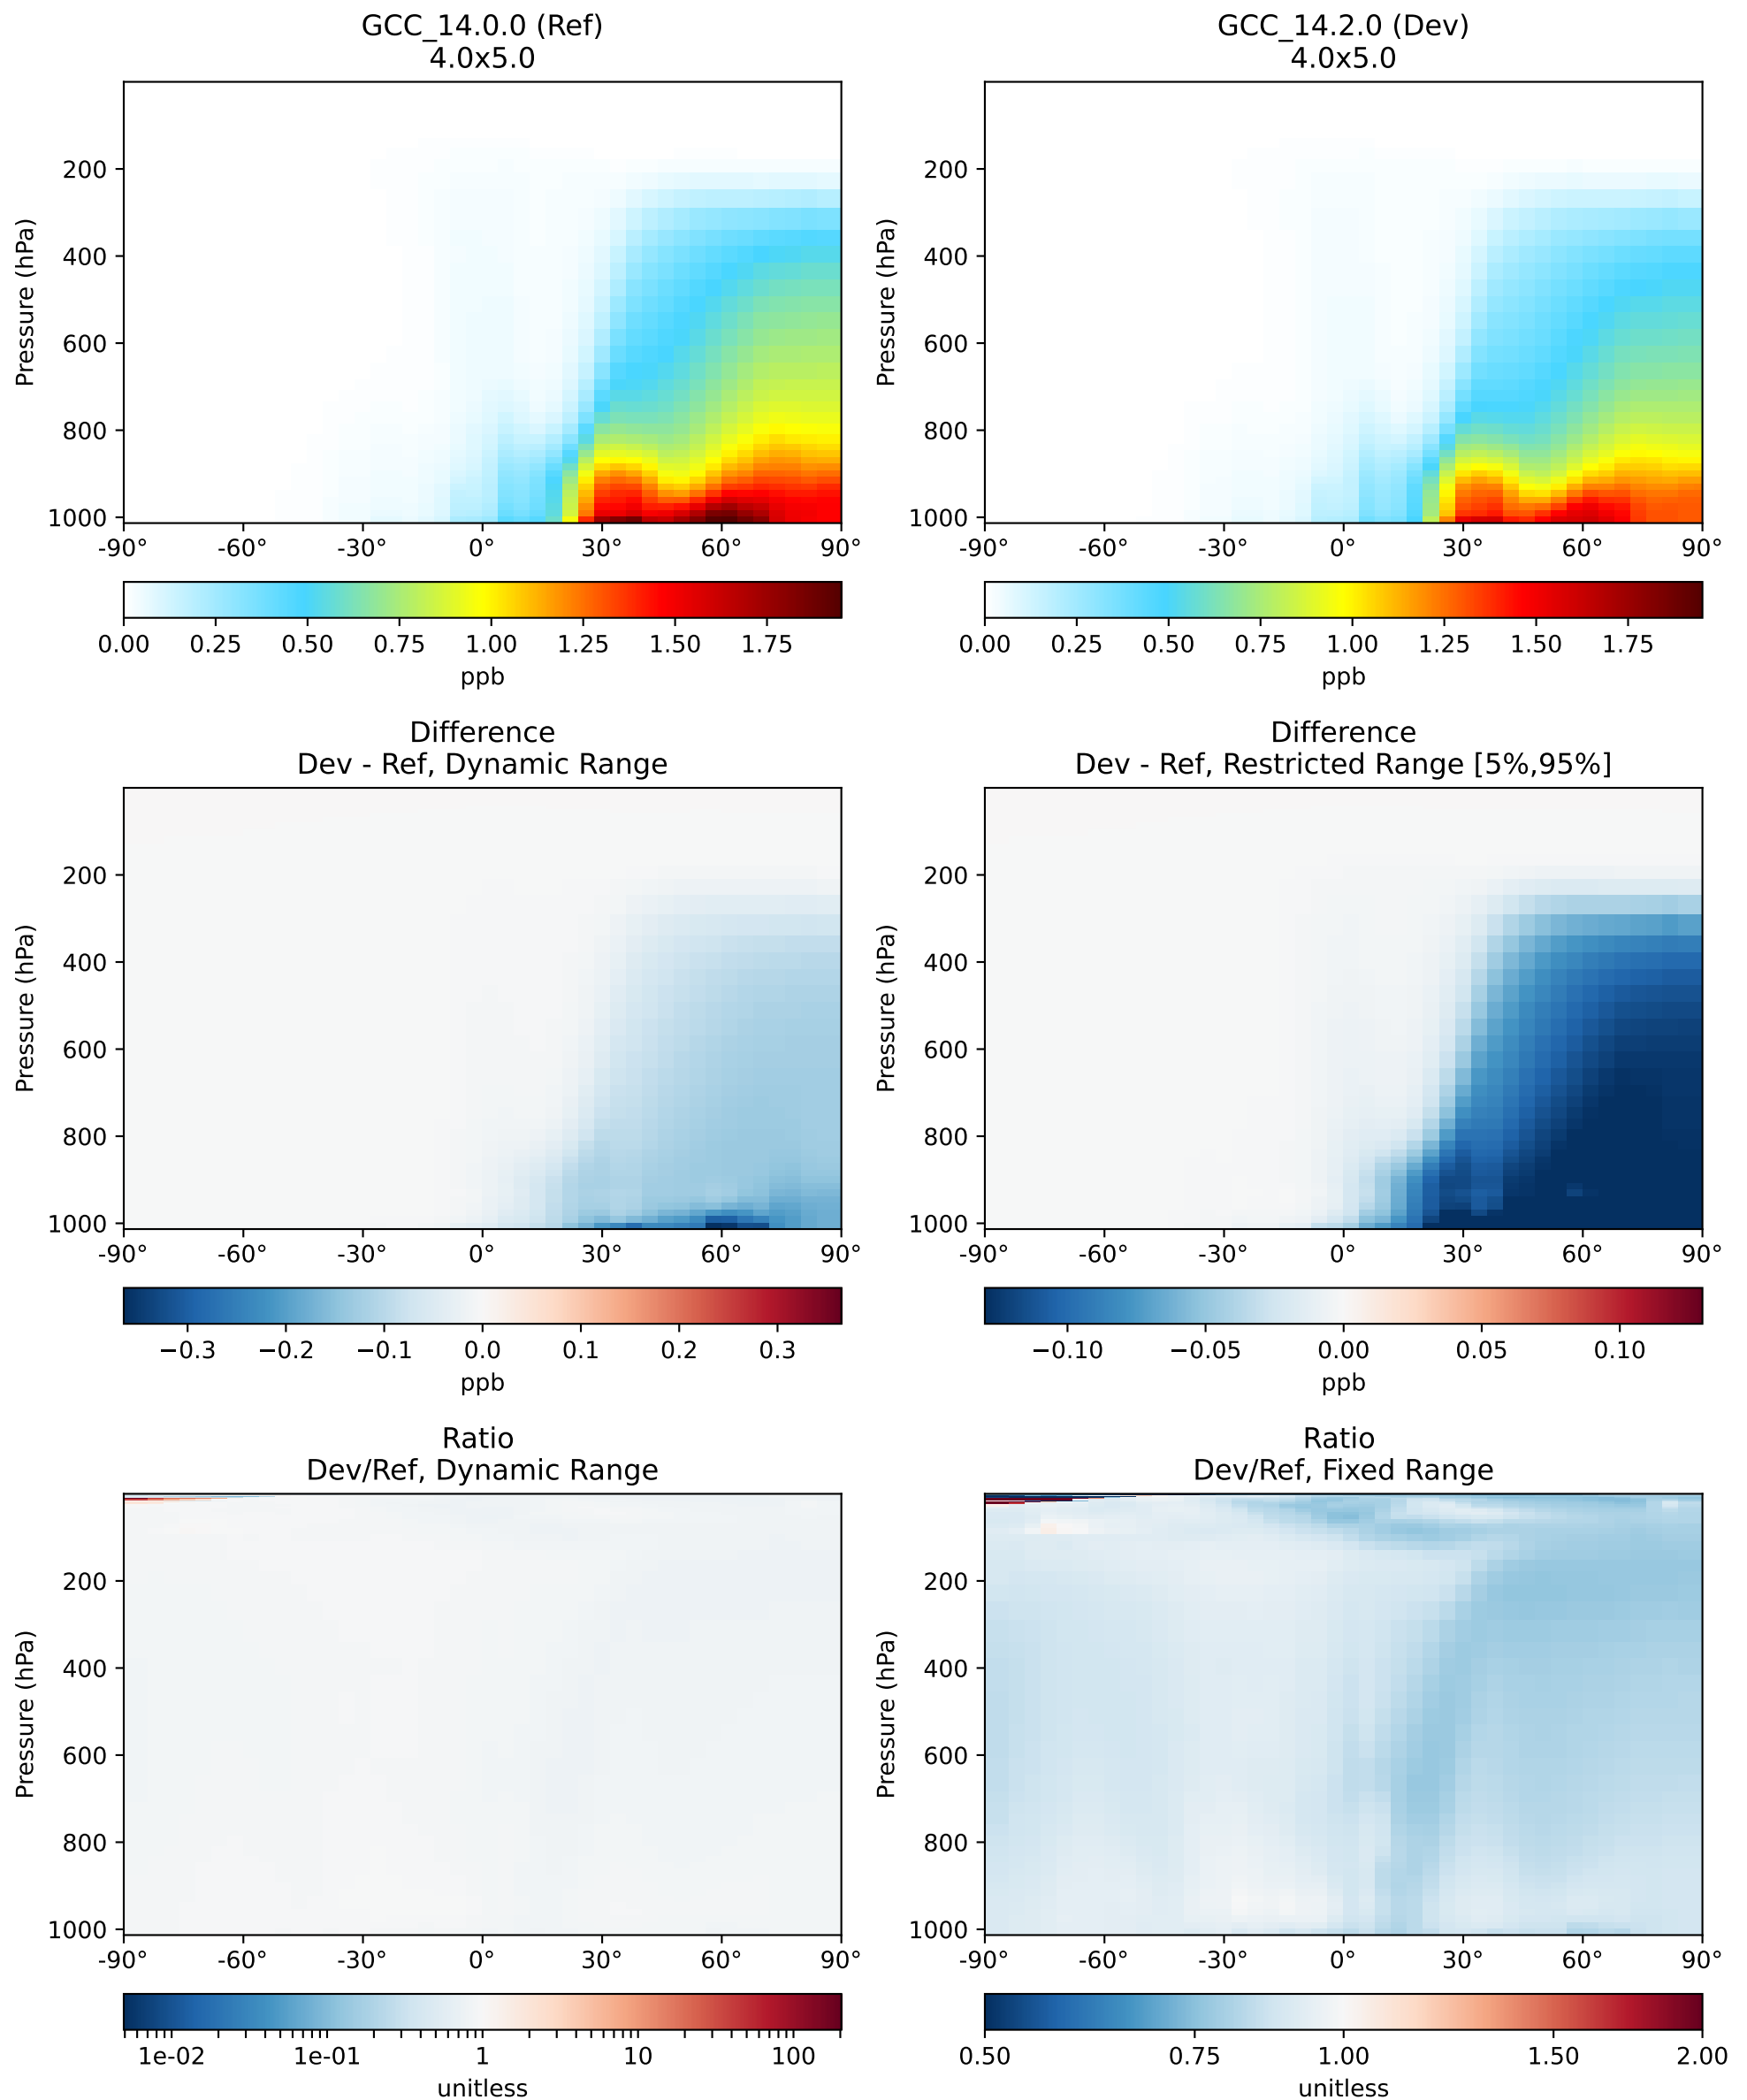 GCC_14.0.0 (Ref)
4.0x5.0
Pressure (hPa)
200
400
600
800
1000
-90° -60° -30° 0° 30° 60° 90°
0.00 0.25 0.50 0.75 1.00 1.25 1.50 1.75
ppb
GCC_14.2.0 (Dev)
4.0x5.0
Pressure (hPa)
200
400
600
800
1000
-90° -60° -30° 0° 30° 60° 90°
0.00 0.25 0.50 0.75 1.00 1.25 1.50 1.75
ppb
Difference
Dev - Ref, Dynamic Range
Pressure (hPa)
200
400
600
800
1000
-90° -60° -30° 0° 30° 60° 90°
−0.3 −0.2 −0.1 0.0 0.1 0.2 0.3
ppb
Difference
Dev - Ref, Restricted Range [5%,95%]
Pressure (hPa)
200
400
600
800
1000
-90° -60° -30° 0° 30° 60° 90°
−0.10 −0.05 0.00 0.05 0.10
ppb
Ratio
Dev/Ref, Dynamic Range
Pressure (hPa)
200
400
600
800
1000
-90° -60° -30° 0° 30° 60° 90°
1e-02 1e-01 1 10 100
unitless
Ratio
Dev/Ref, Fixed Range
Pressure (hPa)
200
400
600
800
1000
-90° -60° -30° 0° 30° 60° 90°
0.50 0.75 1.00 1.50 2.00
unitless